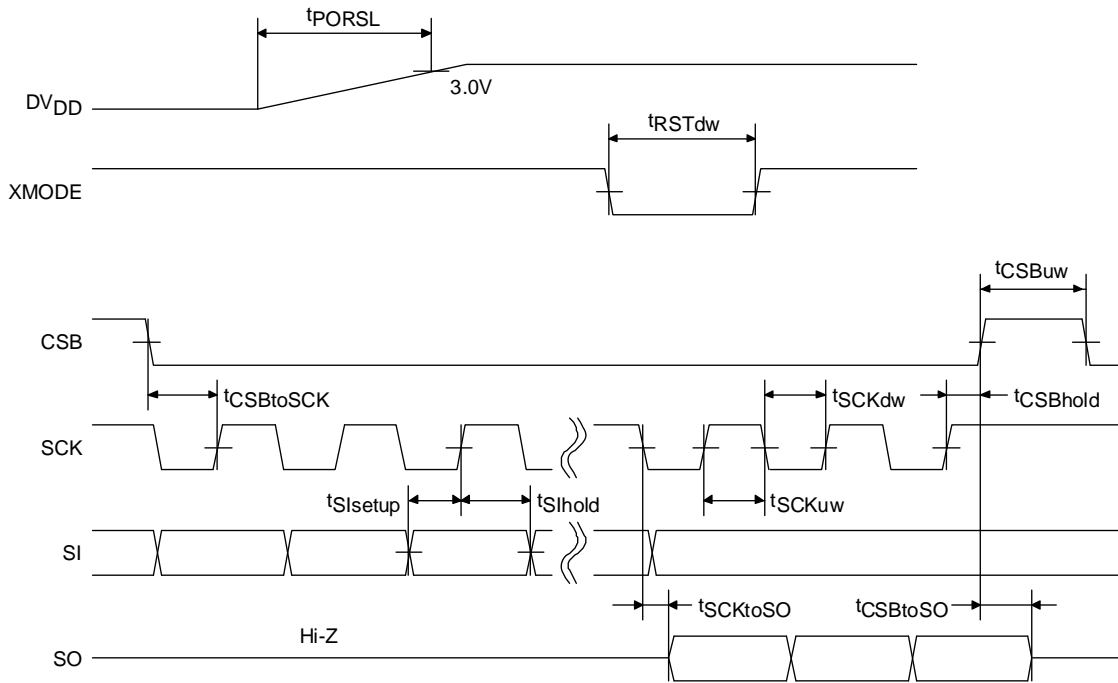 tPORSL
DVDD
3.0V
tRSTdw
XMODE
tCSBuw
CSB
tCSBtoSCK
tSCKdw
tCSBhold
SCK
tSIsetup
tSIhold
tSCKuw
SI
tSCKtoSO
tCSBtoSO
Hi-Z
SO